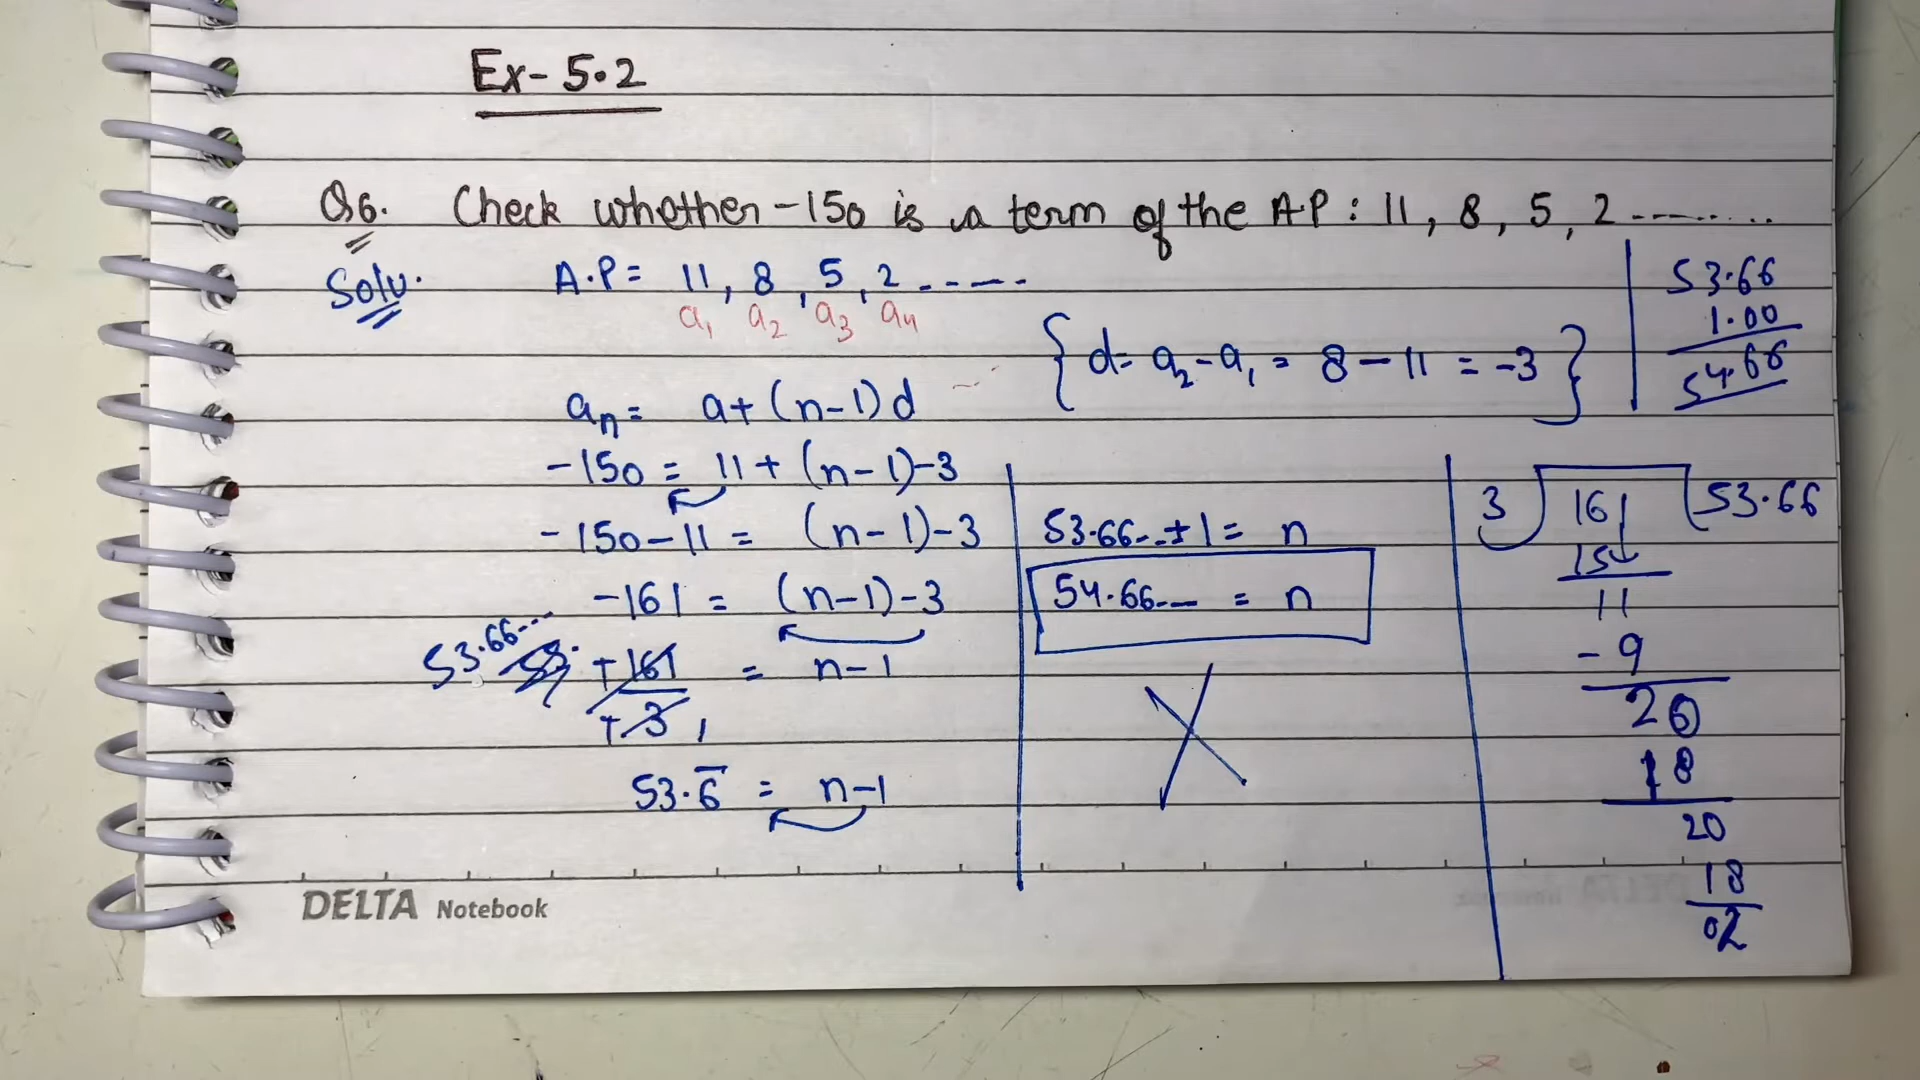 Ex- 5.2
Q6. Check whether -150 is a term of the A.P : 11, 8, 5, 2 ---------
Solu. A.P = 11, 8, 5, 2 -----
a1 a2 a3 a4
{ d= a2 - a1 = 8 - 11 = -3 }
an = a + (n-1) d
-150 = 11 + (n-1)-3
-150-11 = (n-1)-3
-161 = (n-1)-3
53.66... +161 = n-1
+3 1
53.6̅ = n-1
53.66-- + 1 = n
54.66--- = n
53.66
1.00
54.66
3 161 53.66
15
11
- 9
20
18
20
18
02
DELTA Notebook